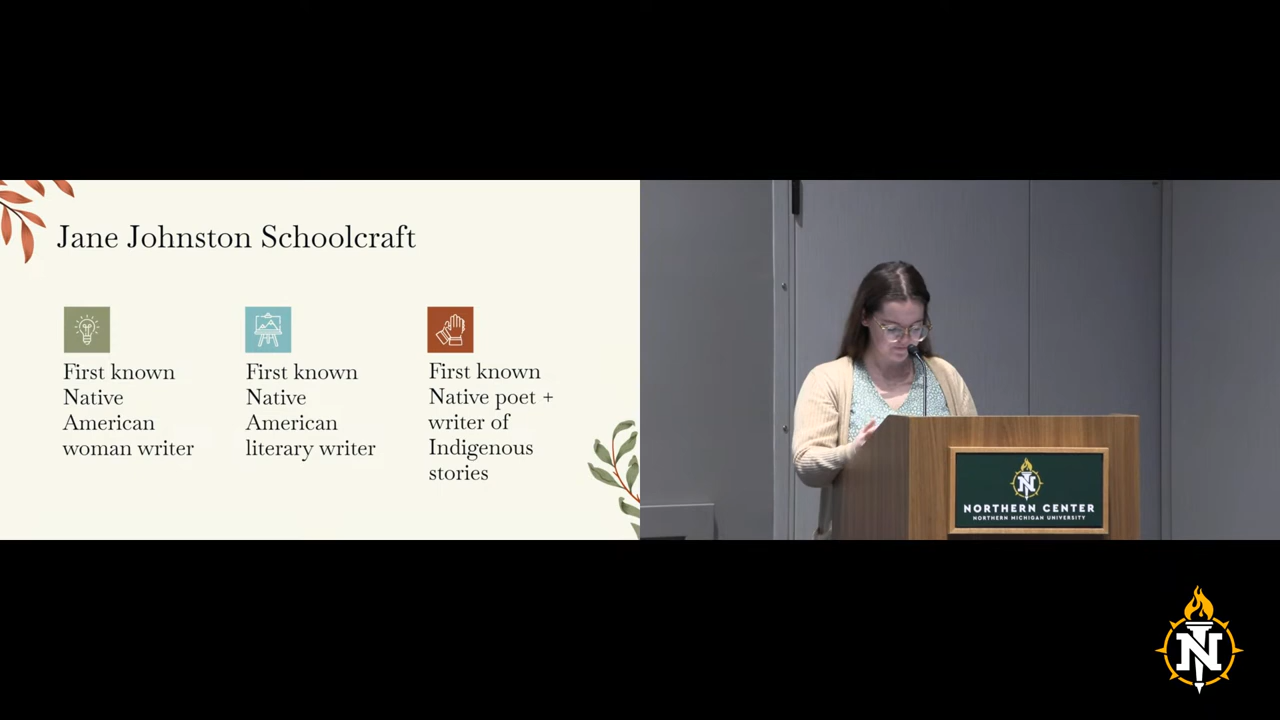 Jane Johnston Schoolcraft
First known
Native
American
woman writer
First known
Native
American
literary writer
First known
Native poet +
writer of
Indigenous
stories
N
NORTHERN CENTER
NORTHERN MICHIGAN UNIVERSITY
N